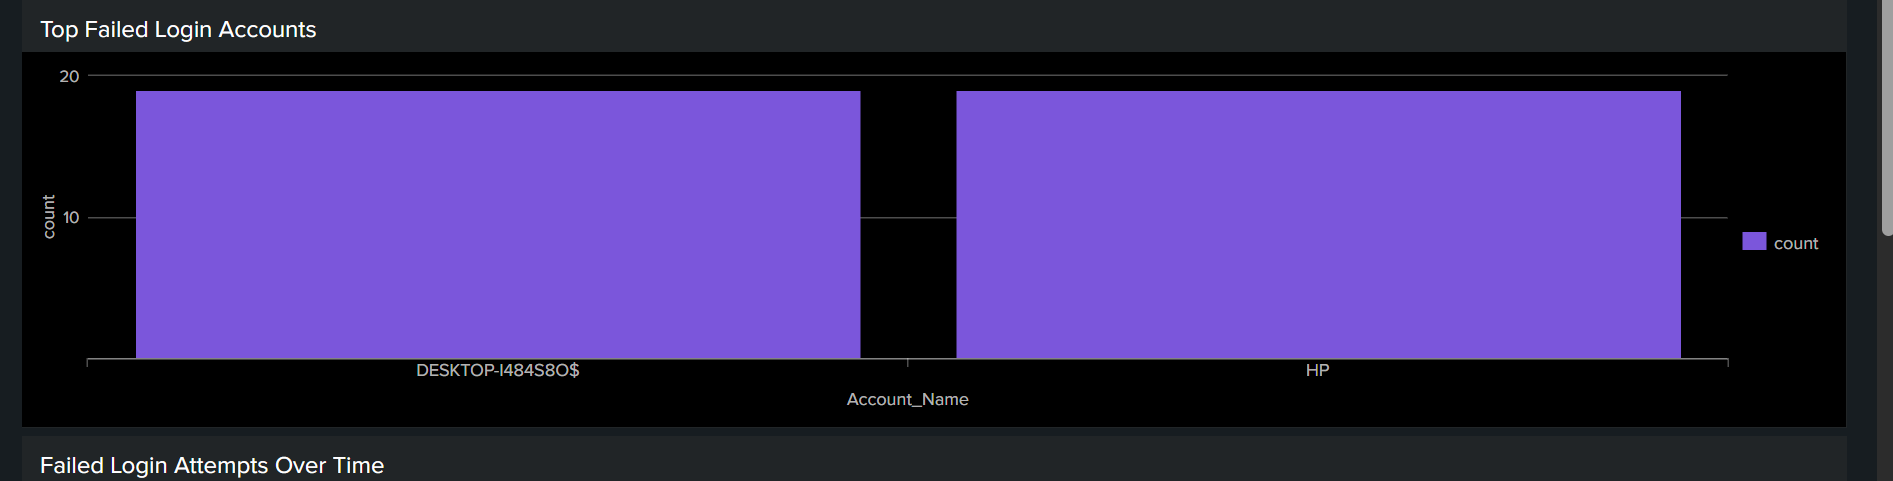 Top Failed Login Accounts
20
10
count
count
DESKTOP-I484S8O$
HP
Account_Name
Failed Login Attempts Over Time